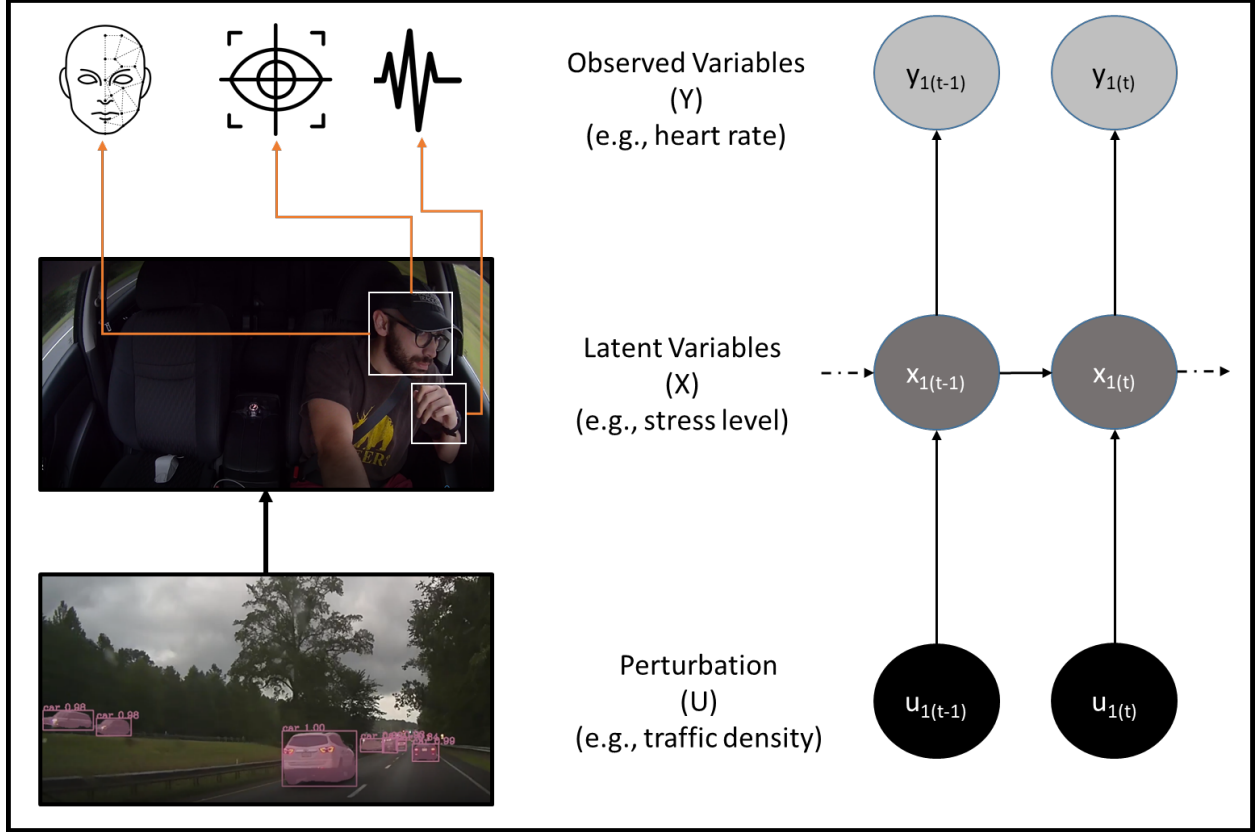 Observed Variables
(Y)
(e.g., heart rate)
y1(t-1)
y1(t)
Latent Variables
(X)
(e.g., stress level)
x1(t-1)
x1(t)
Perturbation
(U)
(e.g., traffic density)
u1(t-1)
u1(t)
car 0.98
car 0.98
car 1.00